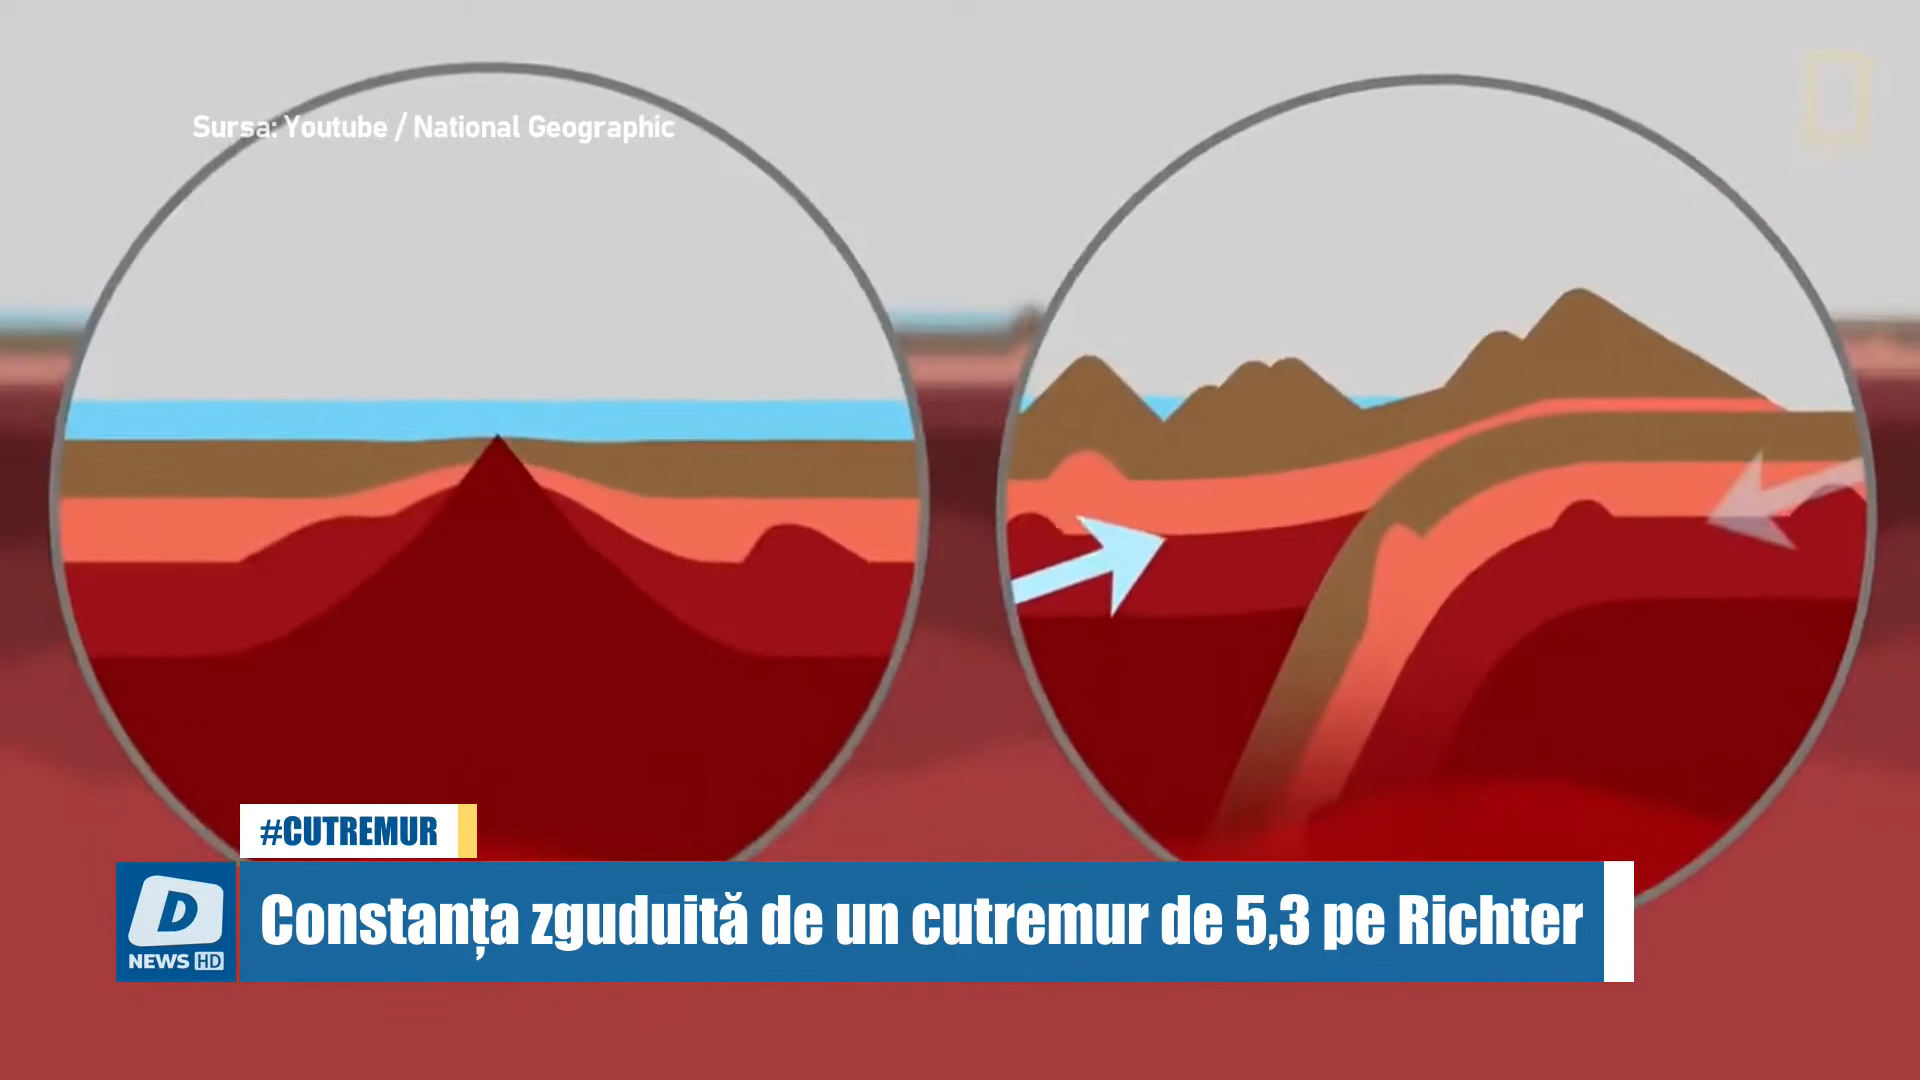 Sursa: Youtube / National Geographic
#CUTREMUR
Constanța zguduită de un cutremur de 5,3 pe Richter
D
NEWS HD